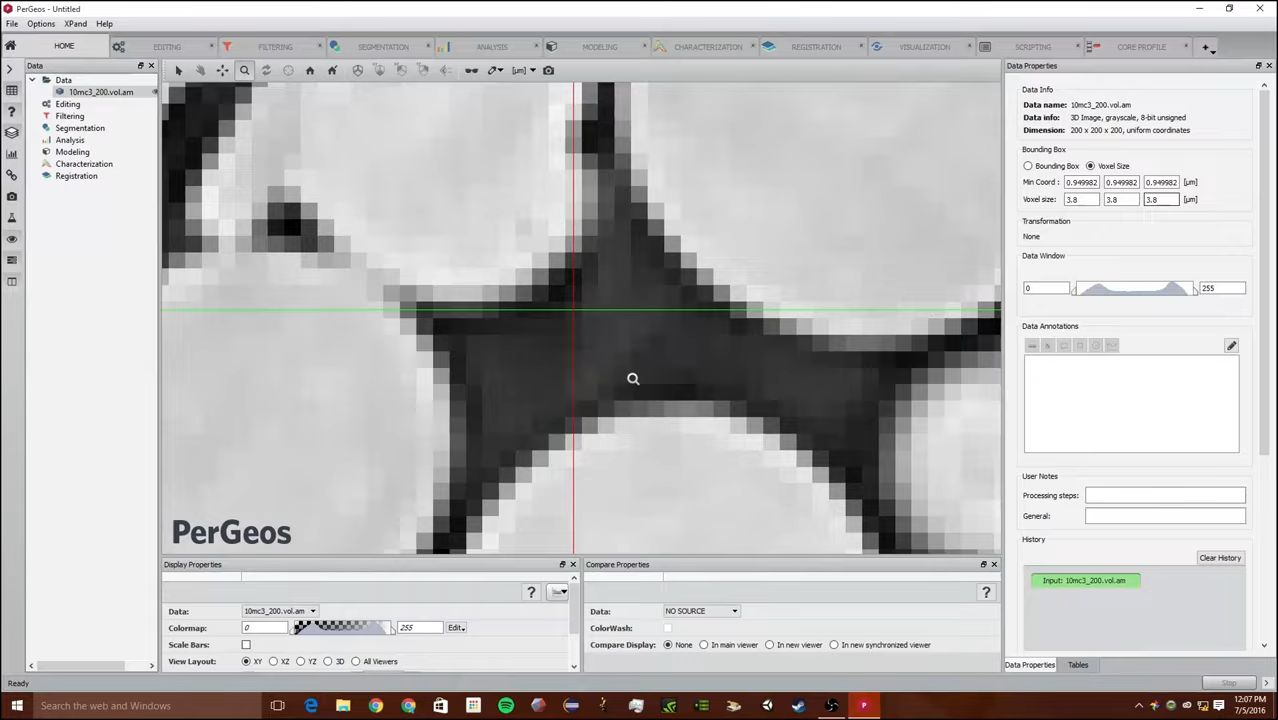 PerGeos - Untitled
File Options XPand Help
HOME EDITING FILTERING SEGMENTATION ANALYSIS MODELING CHARACTERIZATION REGISTRATION VISUALIZATION SCRIPTING CORE PROFILE
Data
Data
10mc3_200.vol.am
Editing
Filtering
Segmentation
Analysis
Modeling
Characterization
Registration
[µm]
PerGeos
Display Properties
Data: 10mc3_200.vol.am
Colormap: 0 255 Edit
Scale Bars:
View Layout: XY XZ YZ 3D All Viewers
Compare Properties
Data: NO SOURCE
ColorWash:
Compare Display: None In main viewer In new viewer In new synchronized viewer
Data Properties
Data Info
Data name: 10mc3_200.vol.am
Data info: 3D Image, grayscale, 8-bit unsigned
Dimension: 200 x 200 x 200, uniform coordinates
Bounding Box
Bounding Box Voxel Size
Min Coord : 0.949982 0.949982 0.949982 [µm]
Voxel size: 3.8 3.8 3.8 [µm]
Transformation
None
Data Window
0 255
Data Annotations
User Notes
Processing steps:
General:
History
Clear History
Input: 10mc3_200.vol.am
Data Properties Tables
Ready
Stop
Search the web and Windows
12:07 PM
7/5/2016